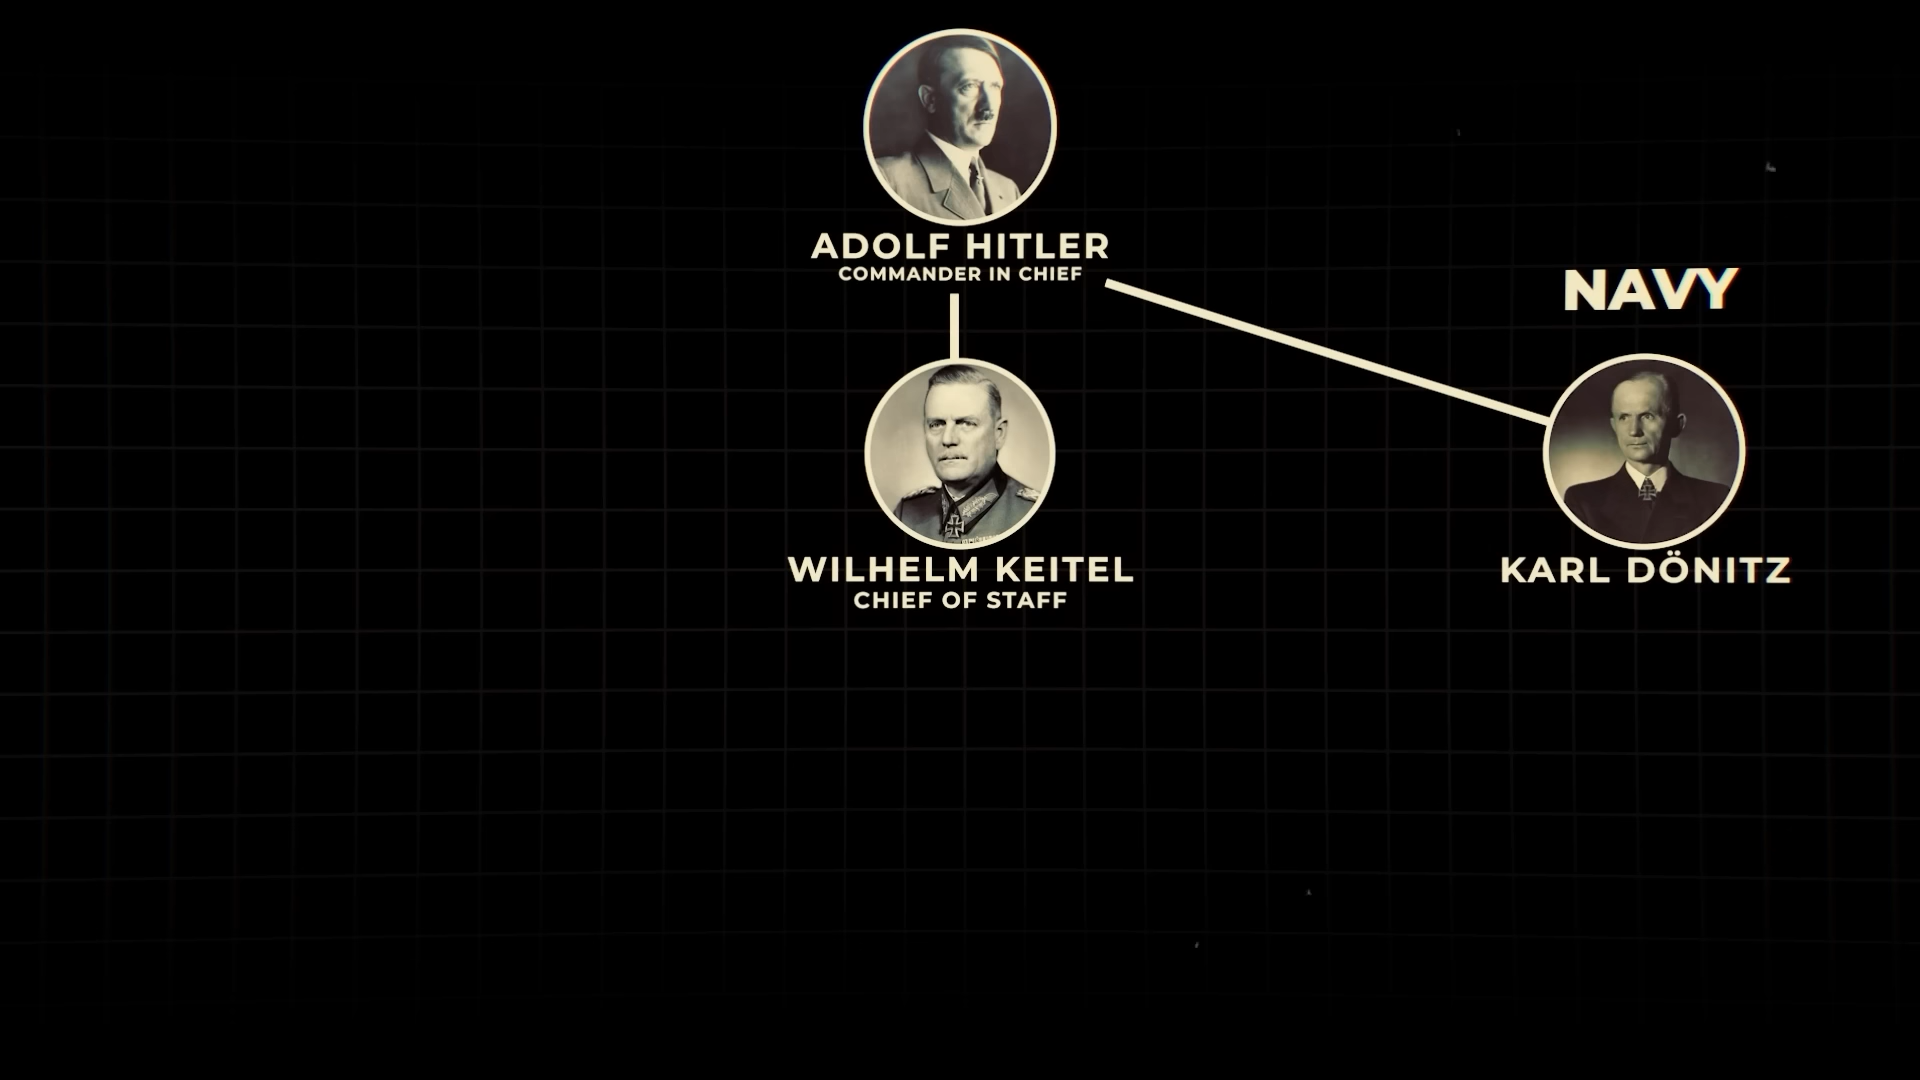 ADOLF HITLER
COMMANDER IN CHIEF
NAVY
WILHELM KEITEL
CHIEF OF STAFF
KARL DÖNITZ